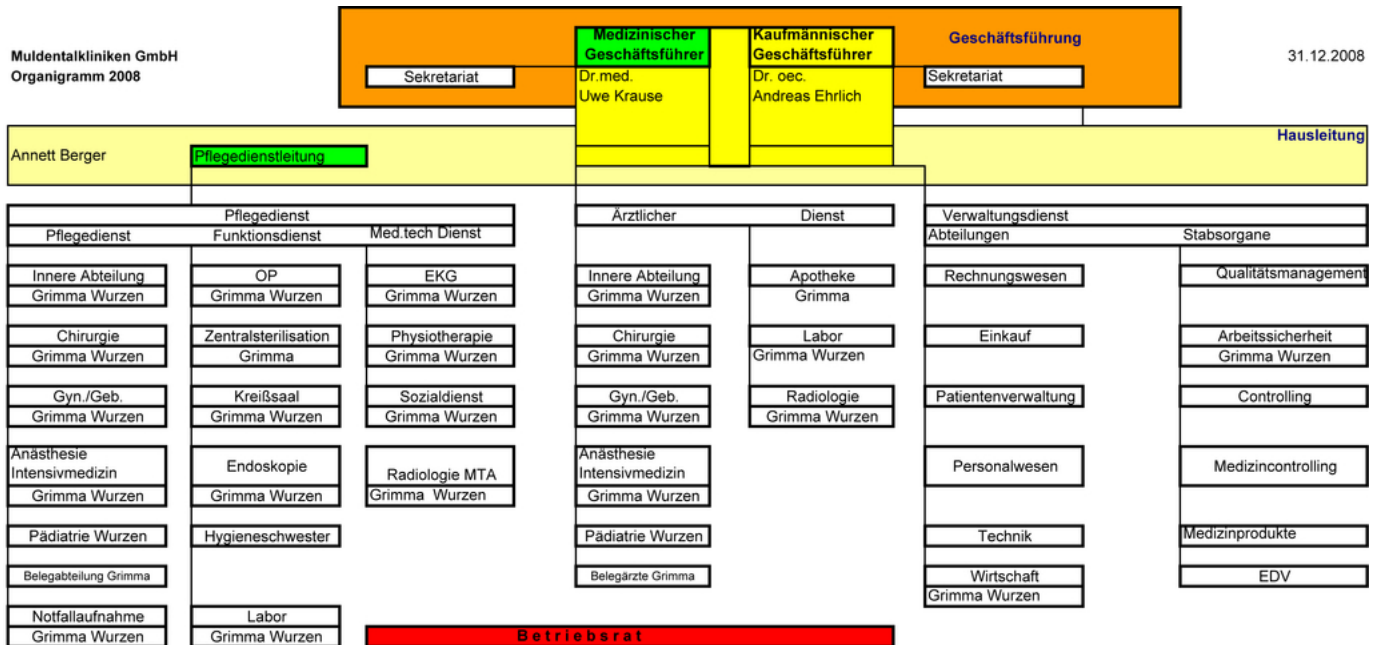 Muldentalkliniken GmbH
Organigramm 2008
Medizinischer
Geschäftsführer
Dr.med.
Uwe Krause
Kaufmännischer
Geschäftsführer
Dr. oec.
Andreas Ehrlich
Geschäftsführung
31.12.2008
Sekretariat
Sekretariat
Hausleitung
Annett Berger
Pflegedienstleitung
Pflegedienst
Pflegedienst
Funktionsdienst
Med.tech Dienst
Innere Abteilung
Grimma Wurzen
Chirurgie
Grimma Wurzen
Gyn./Geb.
Grimma Wurzen
Anästhesie
Intensivmedizin
Grimma Wurzen
Pädiatrie Wurzen
Belegabteilung Grimma
Notfallaufnahme
Grimma Wurzen
OP
Grimma Wurzen
Zentralsterilisation
Grimma
Kreißsaal
Grimma Wurzen
Endoskopie
Grimma Wurzen
Hygieneschwester
Labor
Grimma Wurzen
EKG
Grimma Wurzen
Physiotherapie
Grimma Wurzen
Sozialdienst
Grimma Wurzen
Radiologie MTA
Grimma Wurzen
Ärztlicher Dienst
Innere Abteilung
Grimma Wurzen
Chirurgie
Grimma Wurzen
Gyn./Geb.
Grimma Wurzen
Anästhesie
Intensivmedizin
Grimma Wurzen
Pädiatrie Wurzen
Belegärzte Grimma
Apotheke
Grimma
Labor
Grimma Wurzen
Radiologie
Grimma Wurzen
Verwaltungsdienst
Abteilungen
Stabsorgane
Rechnungswesen
Einkauf
Patientenverwaltung
Personalwesen
Technik
Wirtschaft
Grimma Wurzen
Qualitätsmanagement
Arbeitssicherheit
Grimma Wurzen
Controlling
Medizincontrolling
Medizinprodukte
EDV
Betriebsrat